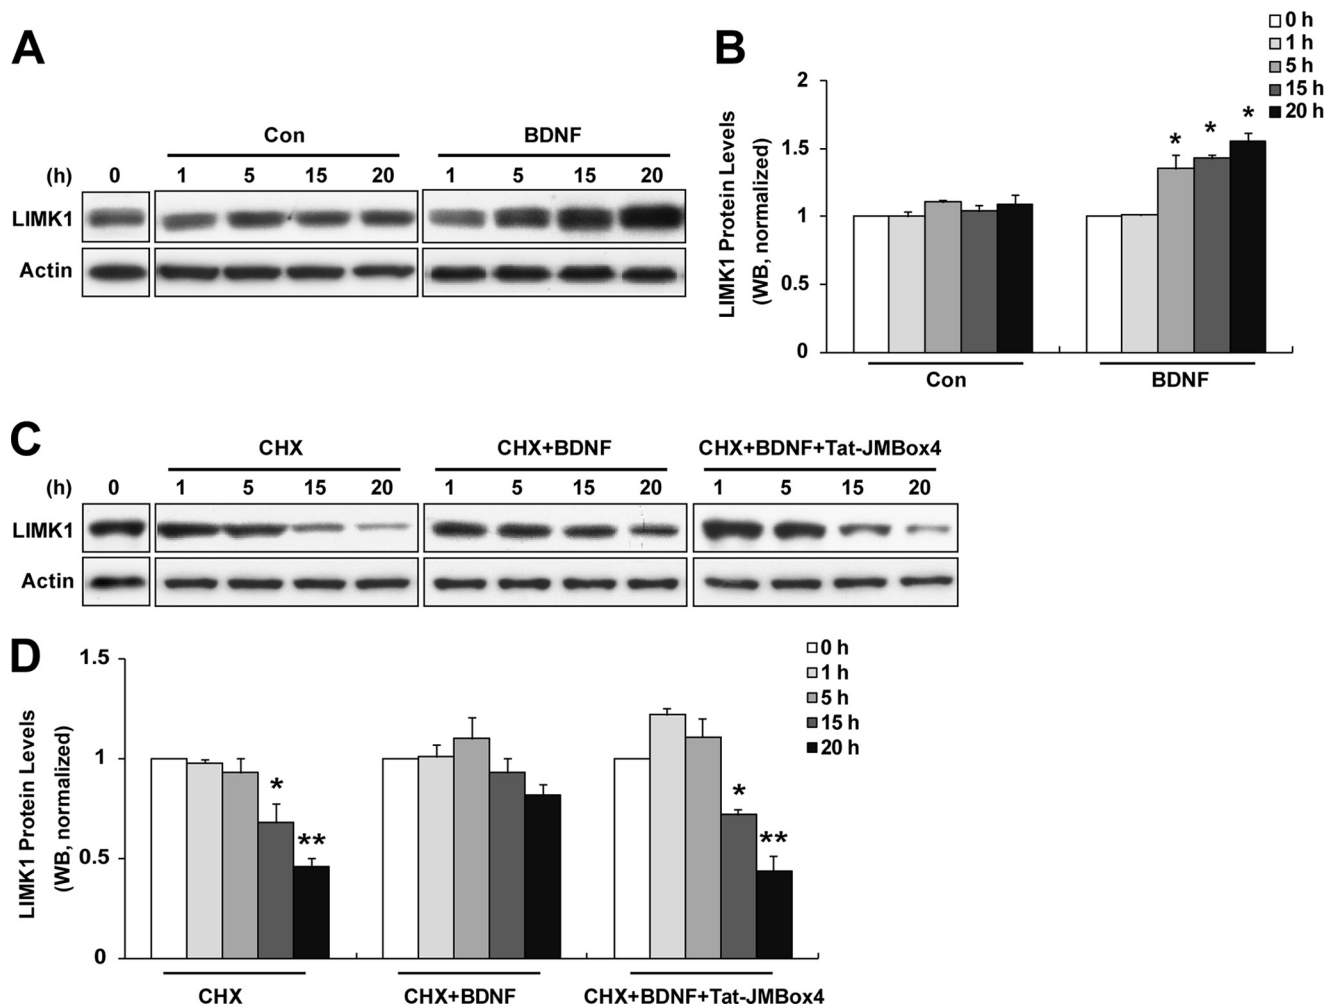 A
Con BDNF
(h) 0 1 5 15 20 1 5 15 20
LIMK1
Actin
B
0 h
1 h
5 h
15 h
20 h
LIMK1 Protein Levels
(WB, normalized)
2
1.5
1
0.5
0
* * *
Con BDNF
C
CHX CHX+BDNF CHX+BDNF+Tat-JMBox4
(h) 0 1 5 15 20 1 5 15 20 1 5 15 20
LIMK1
Actin
D
0 h
1 h
5 h
15 h
20 h
LIMK1 Protein Levels
(WB, normalized)
1.5
1
0.5
0
* ** * **
CHX CHX+BDNF CHX+BDNF+Tat-JMBox4